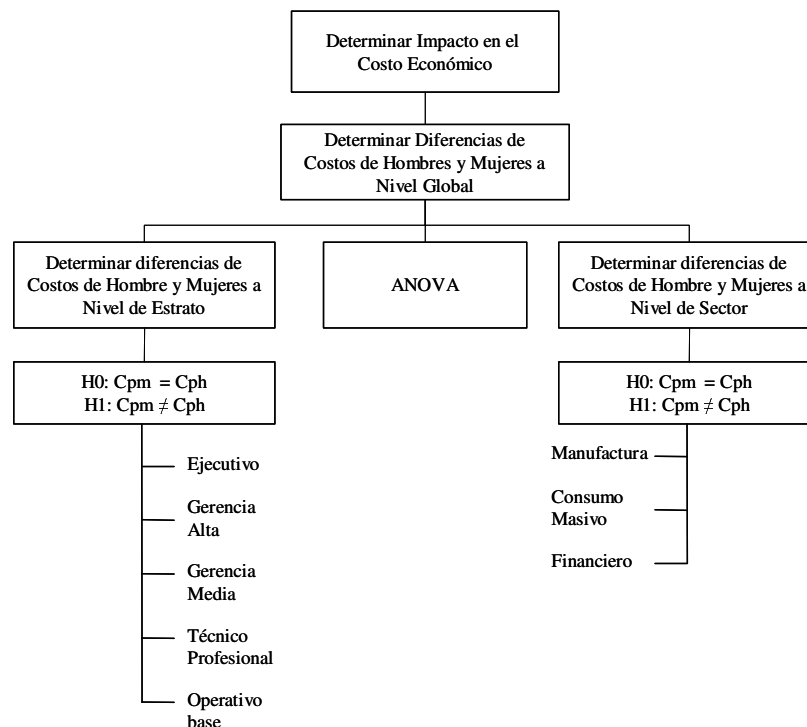 Determinar Impacto en el
Costo Económico
Determinar Diferencias de
Costos de Hombres y Mujeres a
Nivel Global
Determinar diferencias de
Costos de Hombre y Mujeres a
Nivel de Estrato
ANOVA
Determinar diferencias de
Costos de Hombre y Mujeres a
Nivel de Sector
H0: Cpm = Cph
H1: Cpm ≠ Cph
H0: Cpm = Cph
H1: Cpm ≠ Cph
Ejecutivo
Gerencia
Alta
Gerencia
Media
Técnico
Profesional
Operativo
base
Manufactura
Consumo
Masivo
Financiero